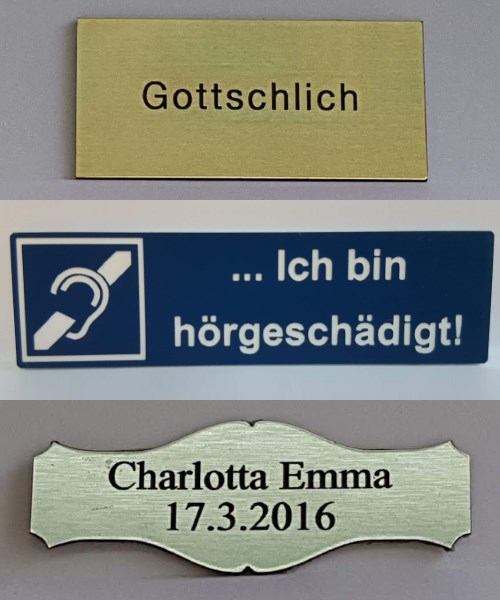 Gottschlich
... Ich bin
hörgeschädigt!
Charlotta Emma
17.3.2016